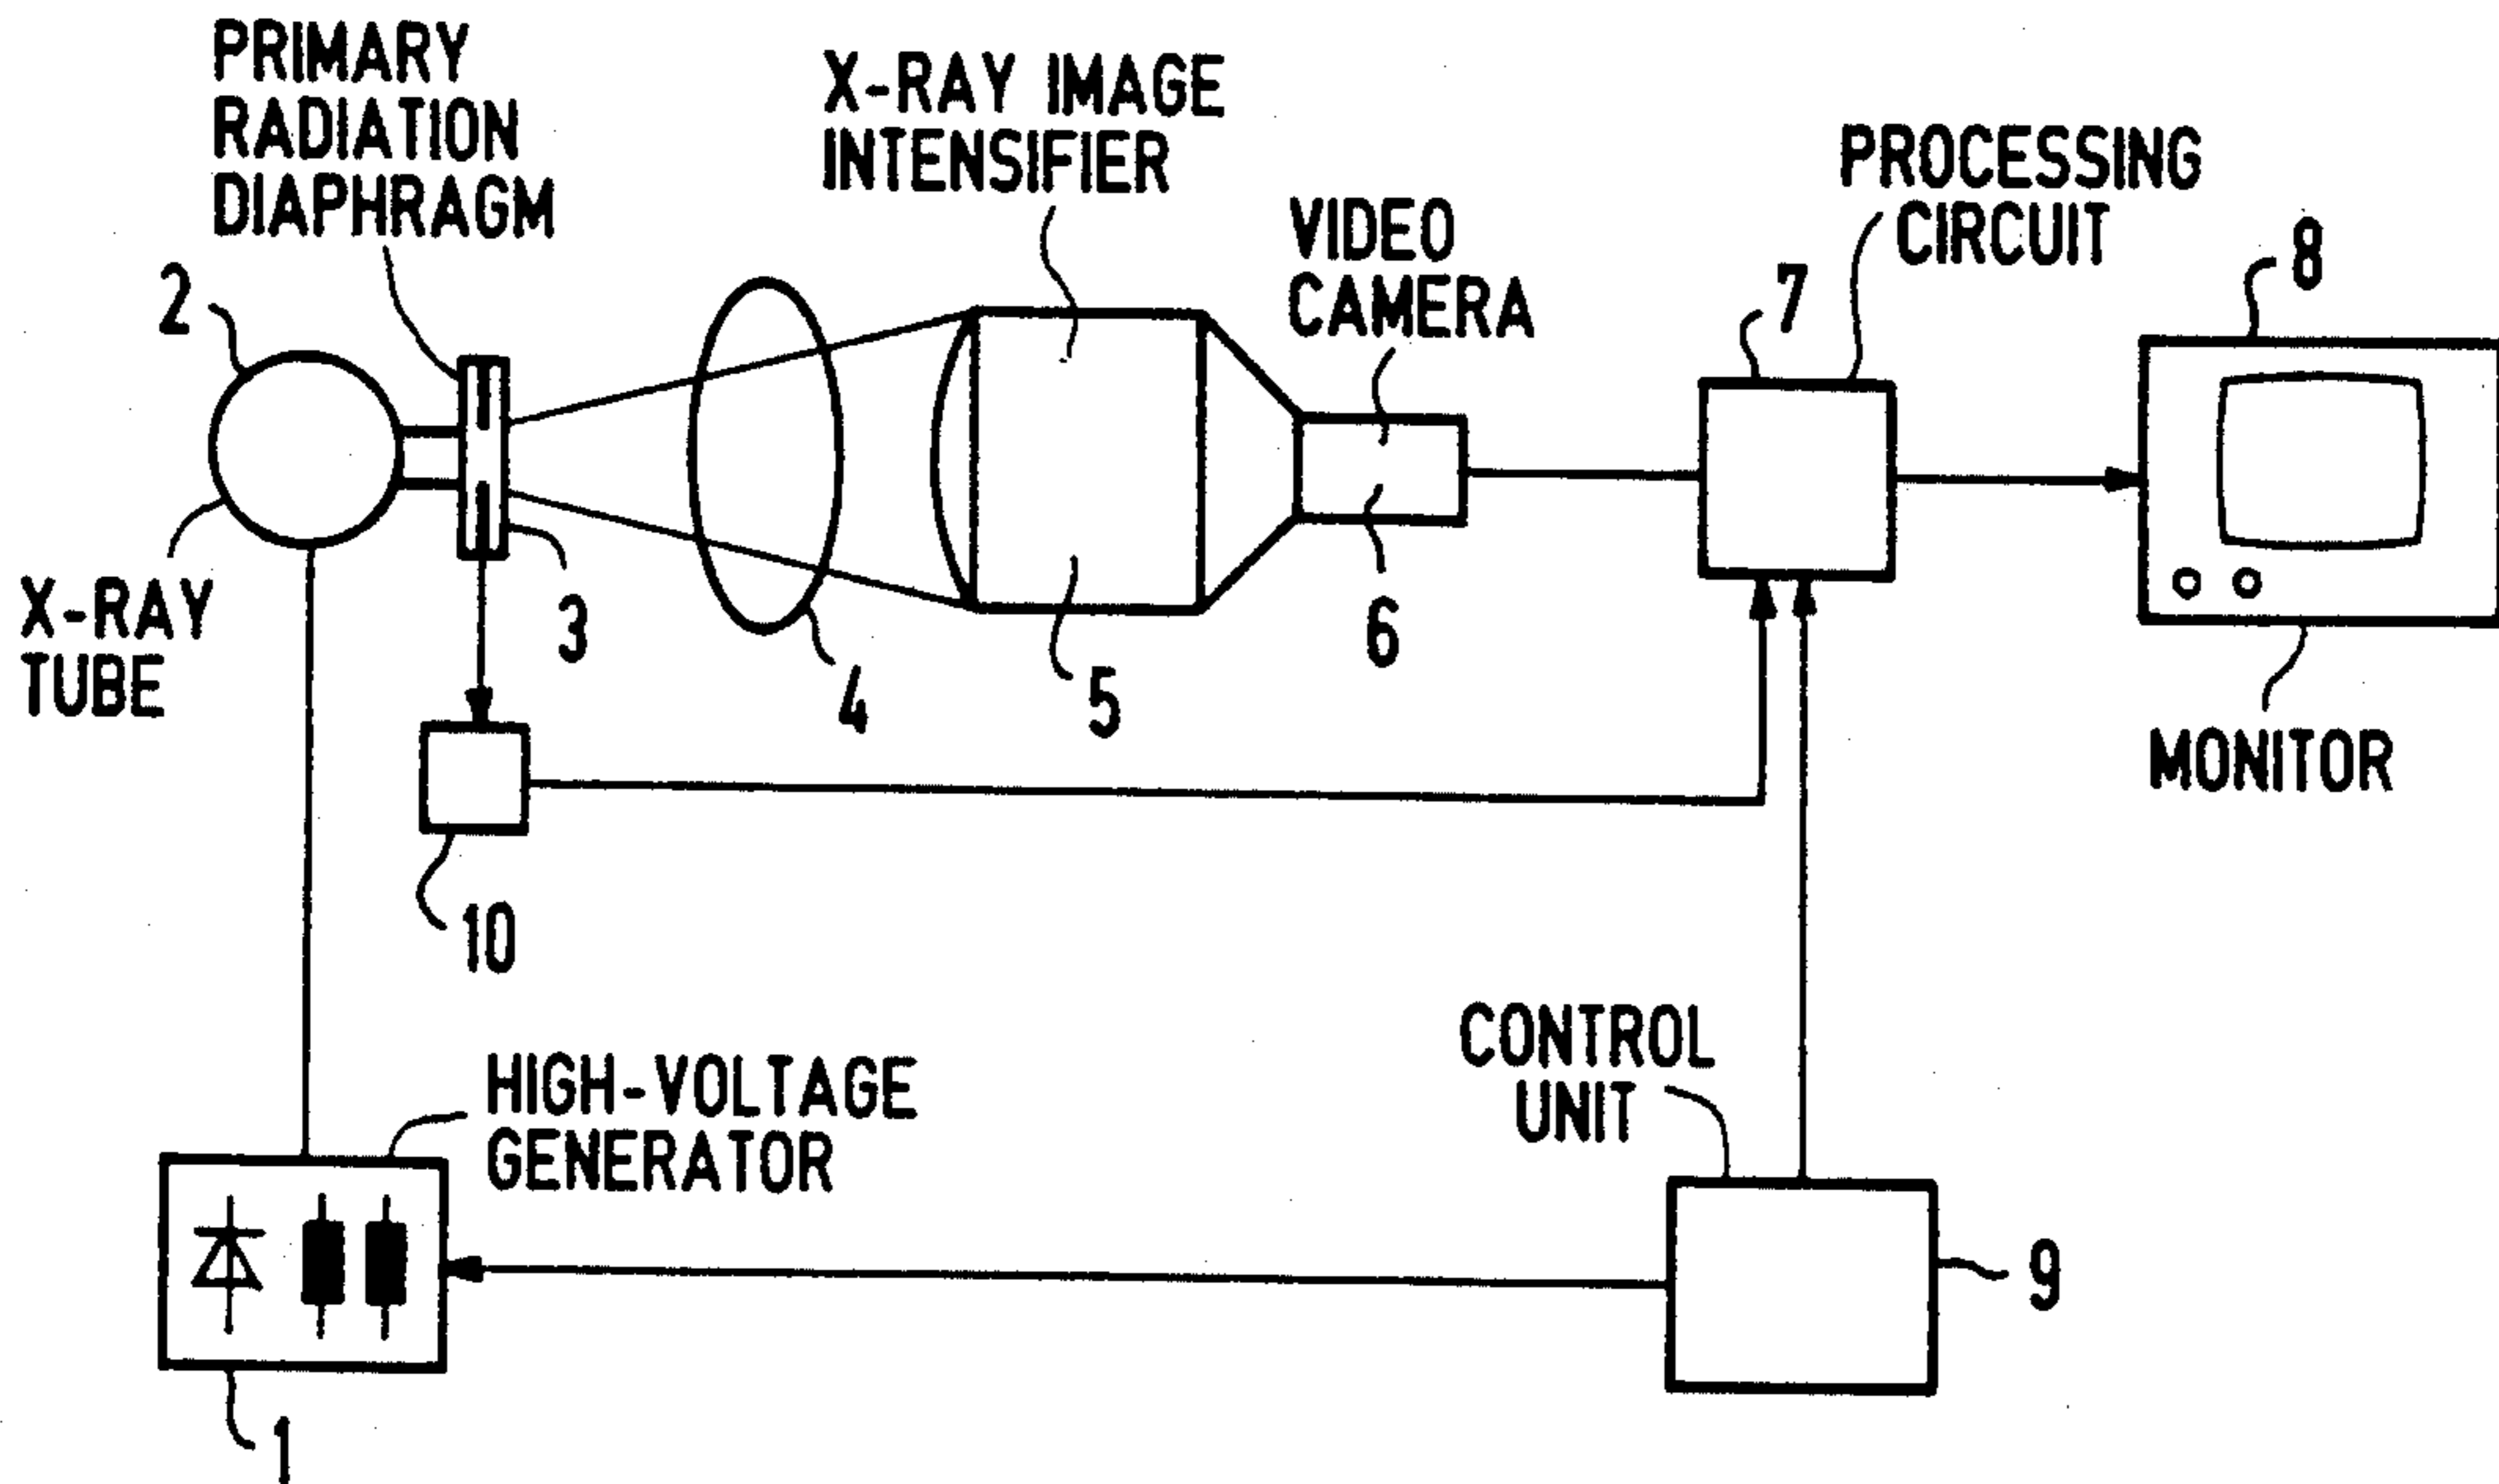 PRIMARY
RADIATION
DIAPHRAGM
X-RAY IMAGE
INTENSIFIER
VIDEO
CAMERA
PROCESSING
CIRCUIT
2
7
8
X-RAY
TUBE
3
4
5
6
MONITOR
10
HIGH-VOLTAGE
GENERATOR
CONTROL
UNIT
9
1